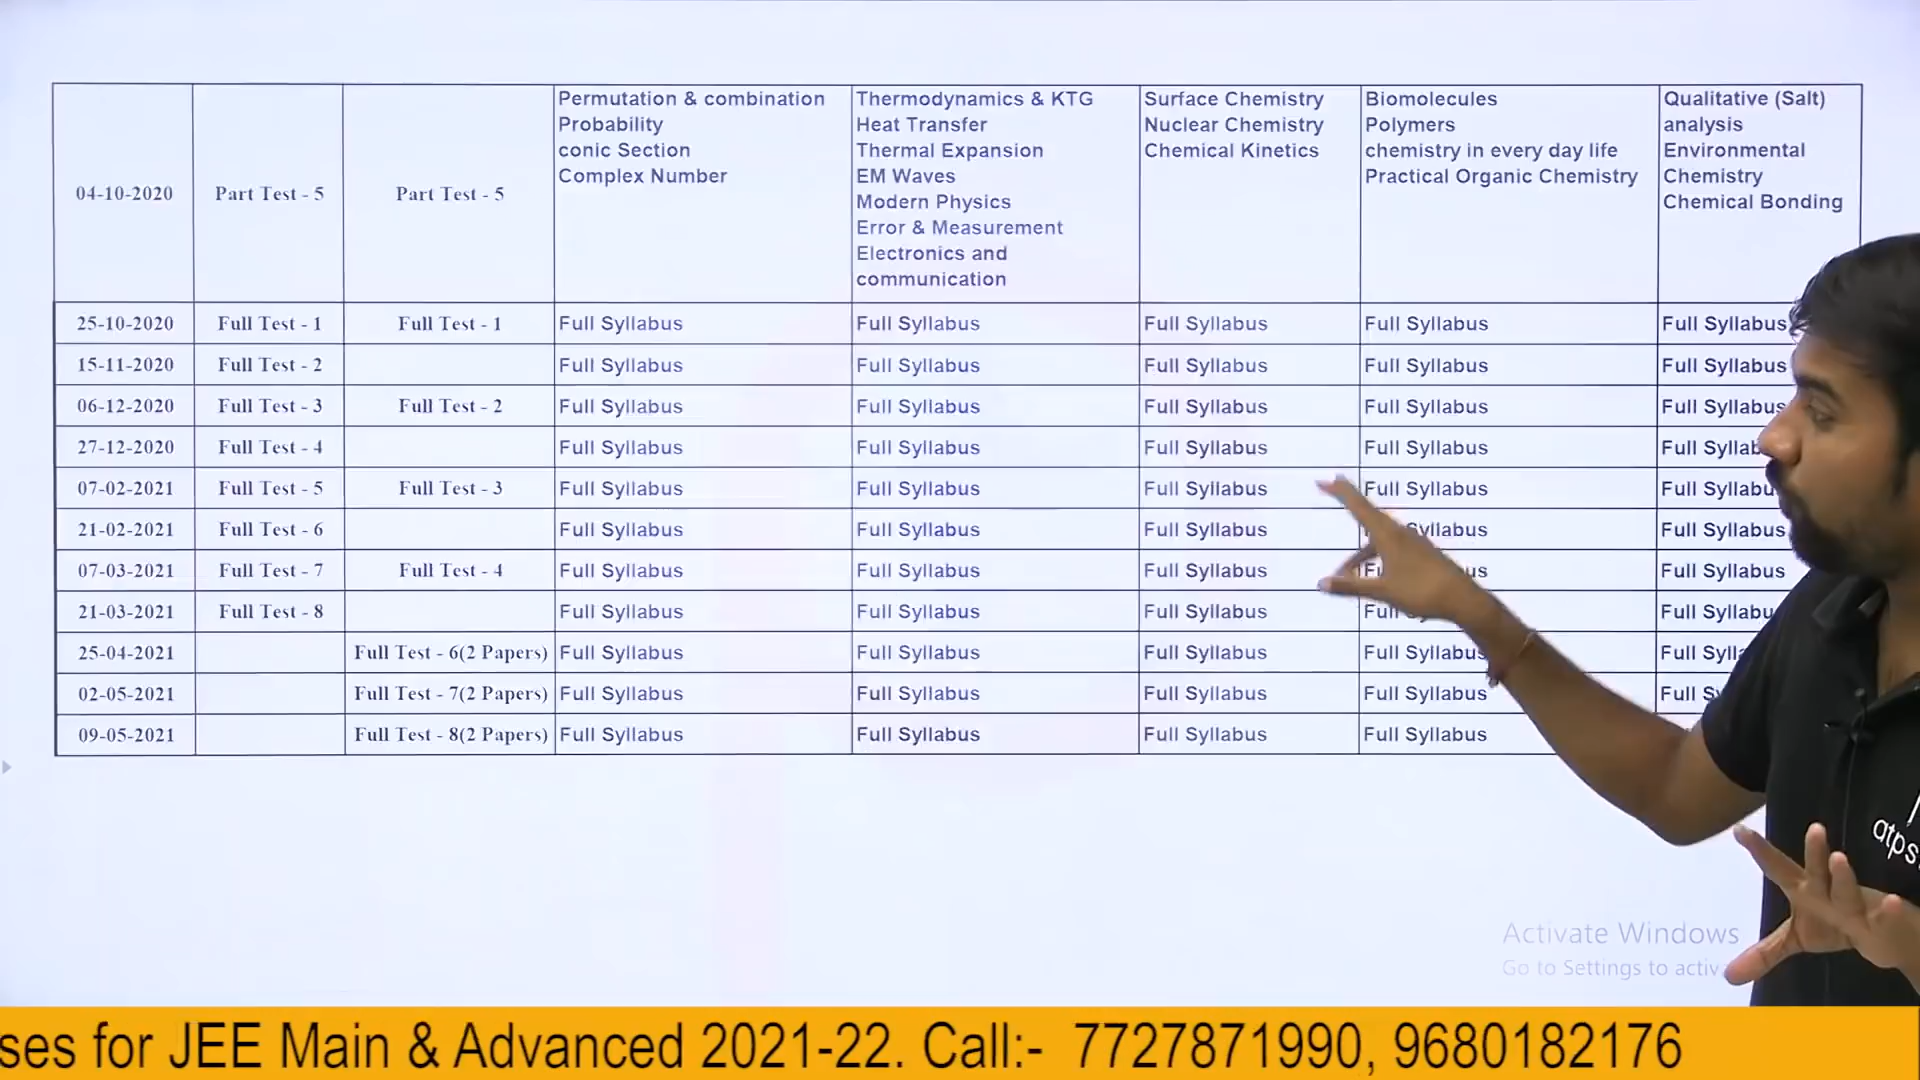 04-10-2020
Part Test - 5
Part Test - 5
Permutation & combination
Probability
conic Section
Complex Number
Thermodynamics & KTG
Heat Transfer
Thermal Expansion
EM Waves
Modern Physics
Error & Measurement
Electronics and
communication
Surface Chemistry
Nuclear Chemistry
Chemical Kinetics
Biomolecules
Polymers
chemistry in every day life
Practical Organic Chemistry
Qualitative (Salt)
analysis
Environmental
Chemistry
Chemical Bonding
25-10-2020 Full Test - 1 Full Test - 1 Full Syllabus Full Syllabus Full Syllabus Full Syllabus Full Syllabus
15-11-2020 Full Test - 2 Full Syllabus Full Syllabus Full Syllabus Full Syllabus Full Syllabus
06-12-2020 Full Test - 3 Full Test - 2 Full Syllabus Full Syllabus Full Syllabus Full Syllabus Full Syllabus
27-12-2020 Full Test - 4 Full Syllabus Full Syllabus Full Syllabus Full Syllabus Full
07-02-2021 Full Test - 5 Full Test - 3 Full Syllabus Full Syllabus Full Syllabus Full Syllabus Full
21-02-2021 Full Test - 6 Full Syllabus Full Syllabus Full Syllabus Full Syllabus
07-03-2021 Full Test - 7 Full Test - 4 Full Syllabus Full Syllabus Full Syllabus Full Syllabus
21-03-2021 Full Test - 8 Full Syllabus Full Syllabus Full Syllabus Full
25-04-2021 Full Test - 6(2 Papers) Full Syllabus Full Syllabus Full Syllabus Full Syllabus Full
02-05-2021 Full Test - 7(2 Papers) Full Syllabus Full Syllabus Full Syllabus Full Syllabus Full
09-05-2021 Full Test - 8(2 Papers) Full Syllabus Full Syllabus Full Syllabus Full Syllabus
atps
Activate Windows
Go to Settings to activ
ses for JEE Main & Advanced 2021-22. Call:- 7727871990, 9680182176